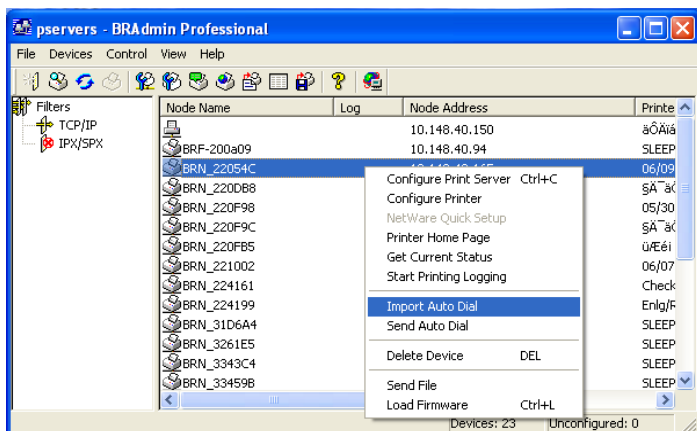 pservers - BRAdmin Professional
File Devices Control View Help
Filters
TCP/IP
IPX/SPX
Node Name Log Node Address Printe
10.148.40.150
BRF-200a09 10.148.40.94 SLEEP
BRN_22054C 06/09
BRN_220DB8
BRN_220F98 05/30
BRN_220F9C
BRN_220FB5
BRN_221002 06/07
BRN_224161 Check
BRN_224199 Enlg/R
BRN_31D6A4 SLEEP
BRN_3261E5 SLEEP
BRN_3343C4 SLEEP
BRN_33459B SLEEP
Configure Print Server Ctrl+C
Configure Printer
NetWare Quick Setup
Printer Home Page
Get Current Status
Start Printing Logging
Import Auto Dial
Send Auto Dial
Delete Device DEL
Send File
Load Firmware Ctrl+L
Devices: 23 Unconfigured: 0